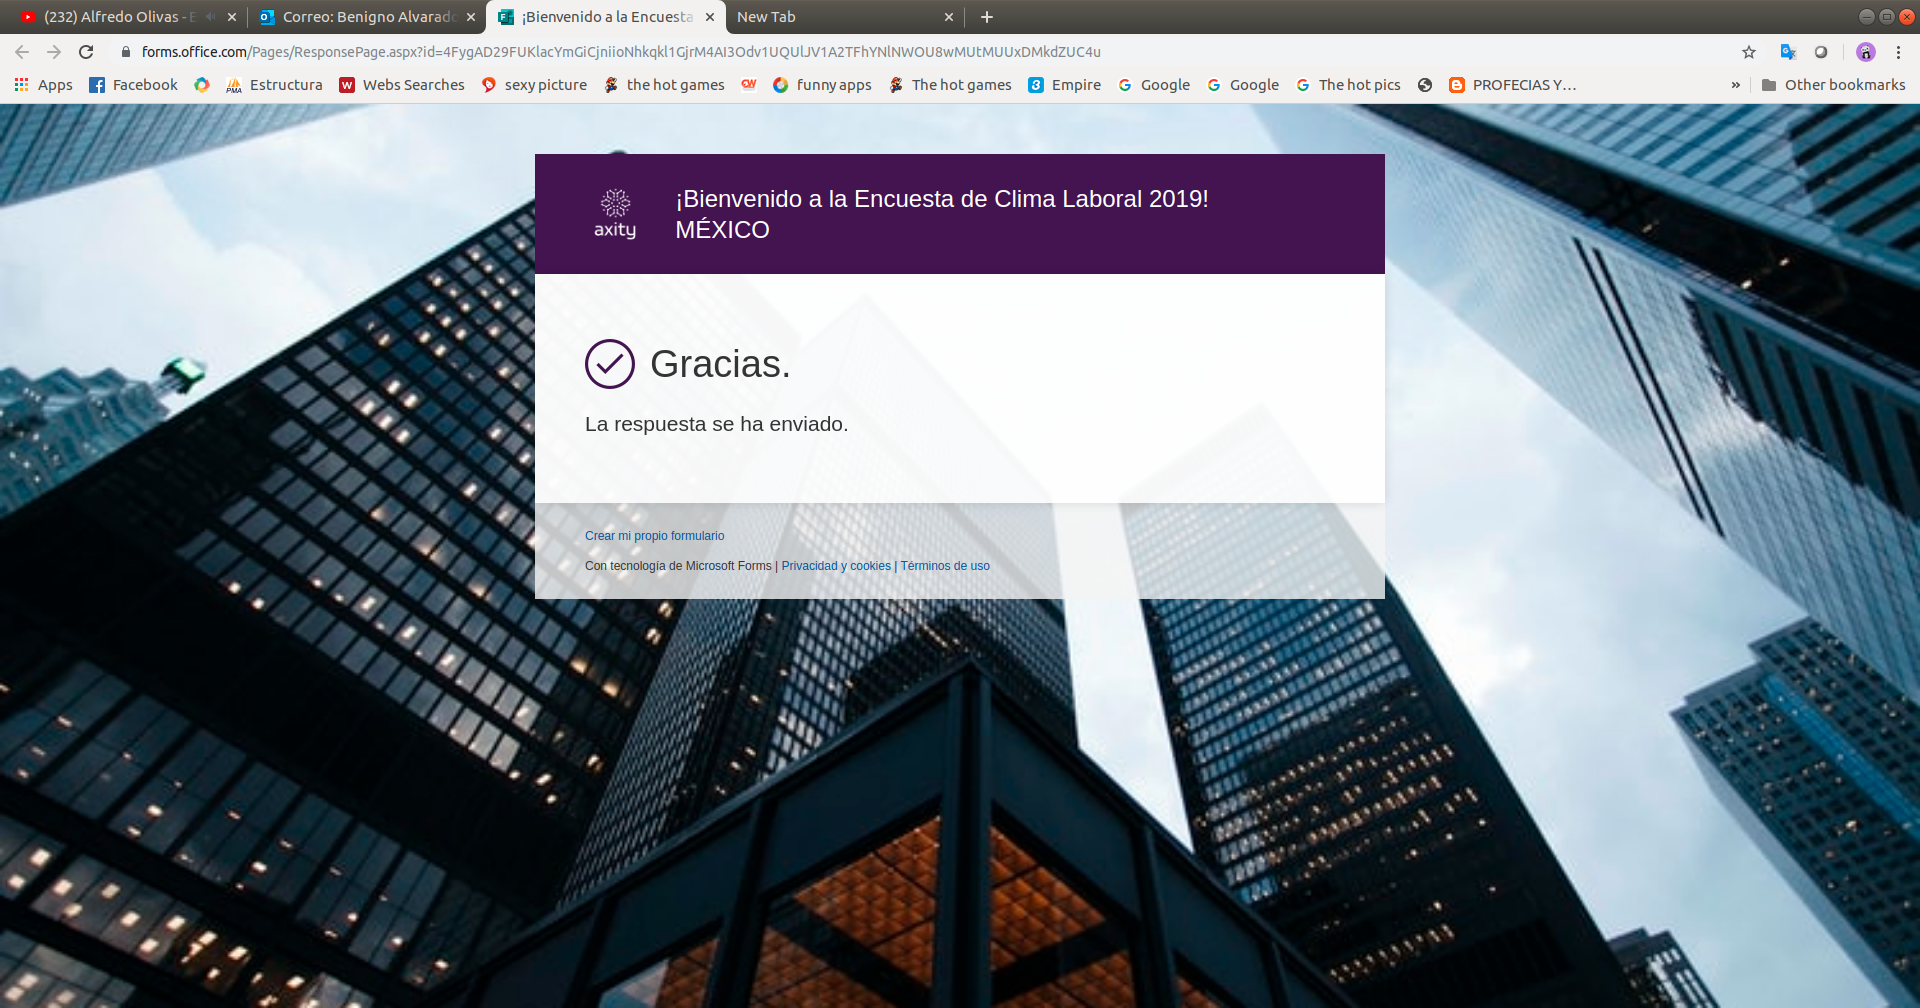 (232) Alfredo Olivas - E
Correo: Benigno Alvarado
¡Bienvenido a la Encuesta
New Tab
forms.office.com/Pages/ResponsePage.aspx?id=4FygAD29FUKlacYmGiCjniioNhkqkl1GjrM4AI3Odv1UQUlJV1A2TFhYNlNWOU8wMUtMUUxDMkdZUC4u
Apps
Facebook
PMA
Estructura
W
Webs Searches
sexy picture
the hot games
CW
funny apps
The hot games
Empire
Google
Google
The hot pics
PROFECIAS Y...
»
Other bookmarks
axity
¡Bienvenido a la Encuesta de Clima Laboral 2019!
MÉXICO
Gracias.
La respuesta se ha enviado.
Crear mi propio formulario
Con tecnología de Microsoft Forms | Privacidad y cookies | Términos de uso